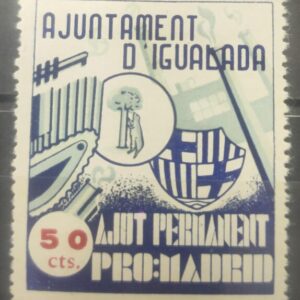 AJUNTAMENT
D'IGUALADA
50
cts.
AJUT PERMANENT
PRO:MADRID